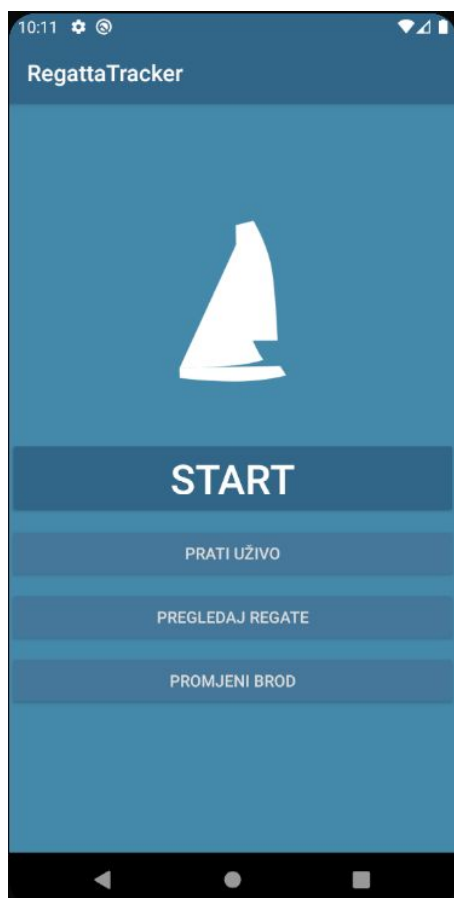 10:11
RegattaTracker
START
PRATI UŽIVO
PREGLEDAJ REGATE
PROMJENI BROD